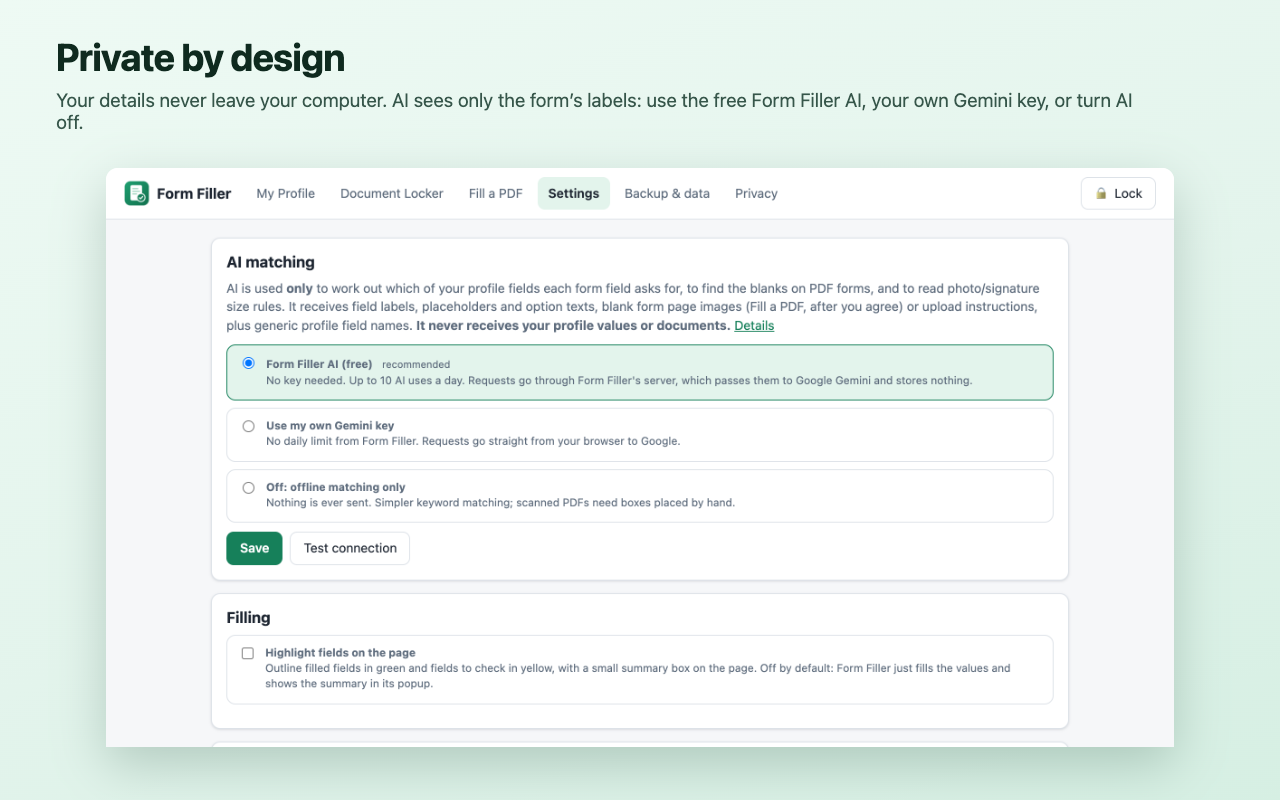 Private by design
Your details never leave your computer. AI sees only the form’s labels: use the free Form Filler AI, your own Gemini key, or turn AI
off.
Form Filler My Profile Document Locker Fill a PDF Settings Backup & data Privacy Lock
AI matching
AI is used only to work out which of your profile fields each form field asks for, to find the blanks on PDF forms, and to read photo/signature
size rules. It receives field labels, placeholders and option texts, blank form page images (Fill a PDF, after you agree) or upload instructions,
plus generic profile field names. It never receives your profile values or documents. Details
Form Filler AI (free) recommended
No key needed. Up to 10 AI uses a day. Requests go through Form Filler's server, which passes them to Google Gemini and stores nothing.
Use my own Gemini key
No daily limit from Form Filler. Requests go straight from your browser to Google.
Off: offline matching only
Nothing is ever sent. Simpler keyword matching; scanned PDFs need boxes placed by hand.
Save Test connection
Filling
Highlight fields on the page
Outline filled fields in green and fields to check in yellow, with a small summary box on the page. Off by default: Form Filler just fills the values and
shows the summary in its popup.